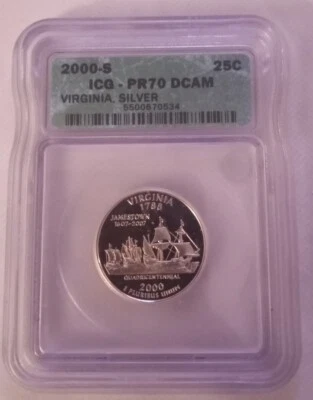 2000-S 25C
ICG - PR70 DCAM
VIRGINIA, SILVER
5500670534
VIRGINIA
1788
JAMESTOWN
1607-2007
QUADRICENTENNIAL
2000
E PLURIBUS UNUM